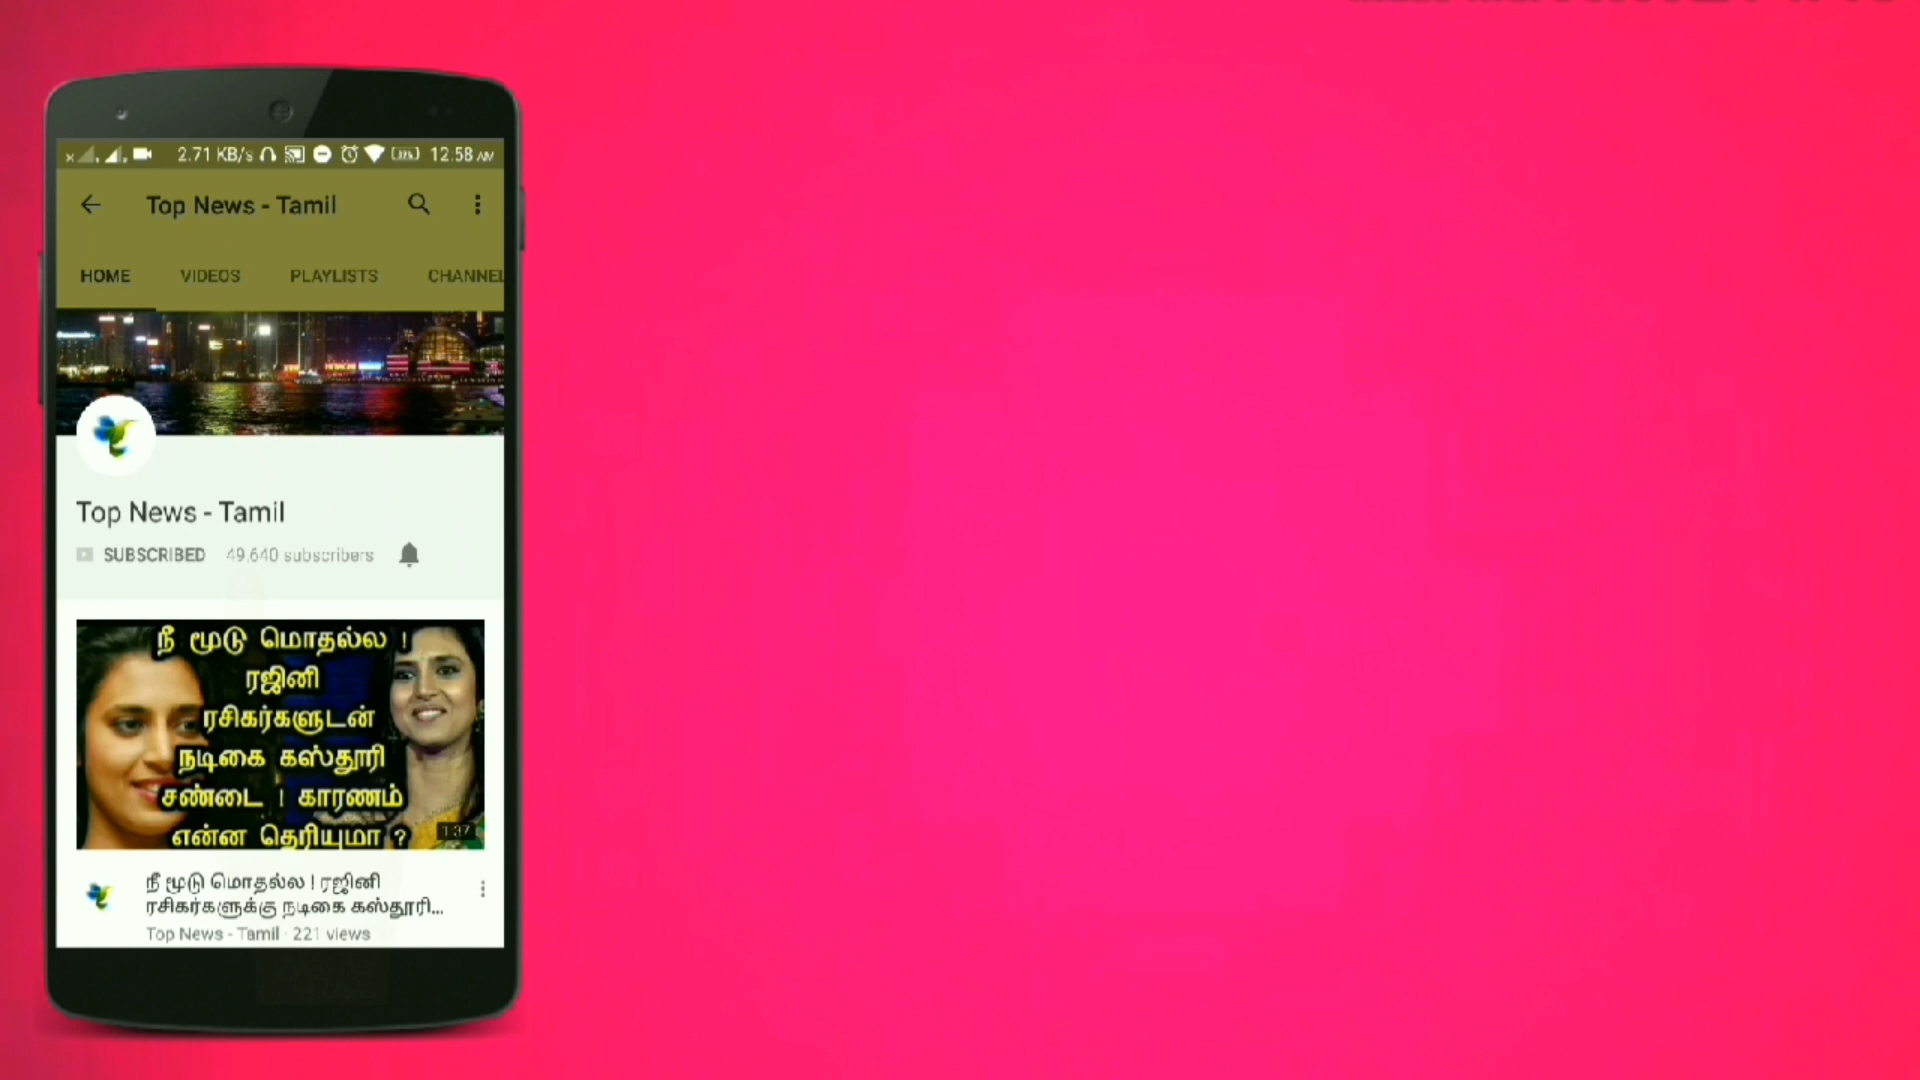 2.71 KB/s 12:58 AM
Top News - Tamil
HOME VIDEOS PLAYLISTS CHANNEL
Top News - Tamil
SUBSCRIBED 49,640 subscribers
நீ மூடு மொதல்ல !
ரஜினி
ரசிகர்களுடன்
நடிகை கஸ்தூரி
சண்டை | காரணம்
என்ன தெரியுமா ?
1:37
நீ மூடு மொதல்ல ! ரஜினி
ரசிகர்களுக்கு நடிகை கஸ்தூரி...
Top News - Tamil · 221 views